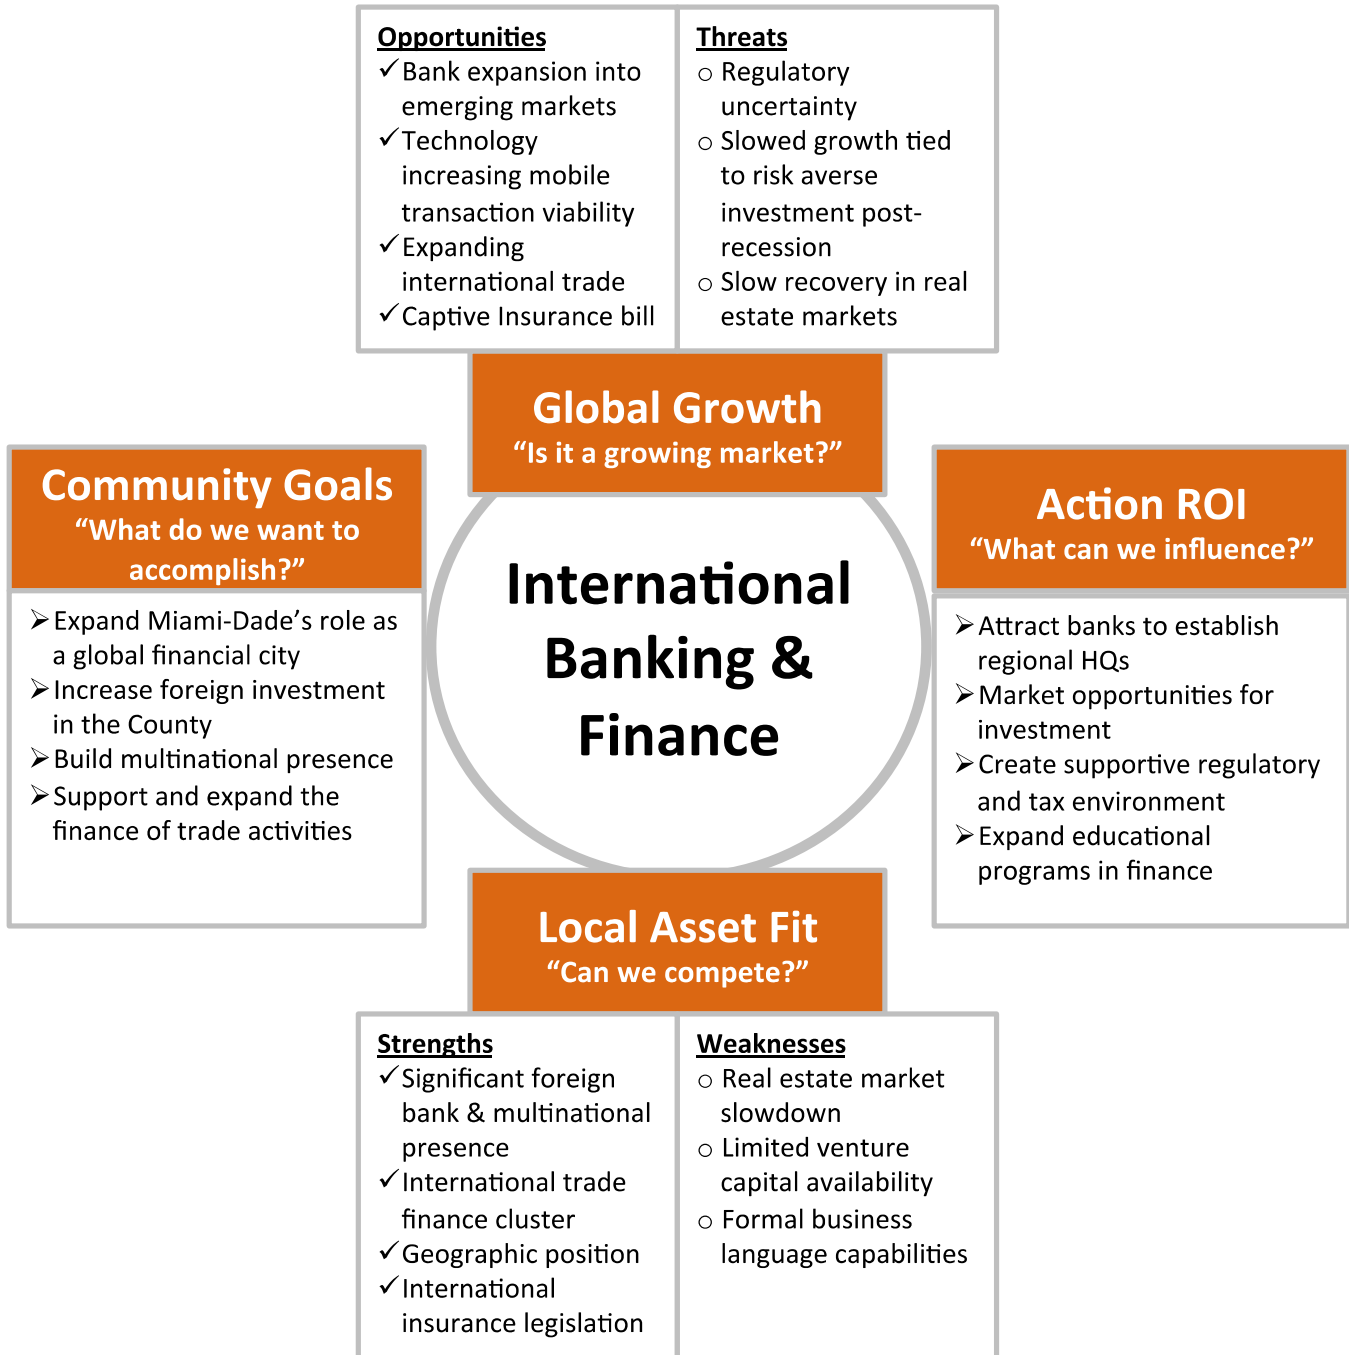 Opportunities
✓Bank expansion into
emerging markets
✓Technology
increasing mobile
transaction viability
✓Expanding
international trade
✓Captive Insurance bill
Threats
o Regulatory
uncertainty
o Slowed growth tied
to risk averse
investment post-
recession
o Slow recovery in real
estate markets
Global Growth
“Is it a growing market?”
Community Goals
“What do we want to
accomplish?”
➢Expand Miami-Dade’s role as
a global financial city
➢Increase foreign investment
in the County
➢Build multinational presence
➢Support and expand the
finance of trade activities
International
Banking &
Finance
Action ROI
“What can we influence?”
➢Attract banks to establish
regional HQs
➢Market opportunities for
investment
➢Create supportive regulatory
and tax environment
➢Expand educational
programs in finance
Local Asset Fit
“Can we compete?”
Strengths
✓Significant foreign
bank & multinational
presence
✓International trade
finance cluster
✓Geographic position
✓International
insurance legislation
Weaknesses
o Real estate market
slowdown
o Limited venture
capital availability
o Formal business
language capabilities